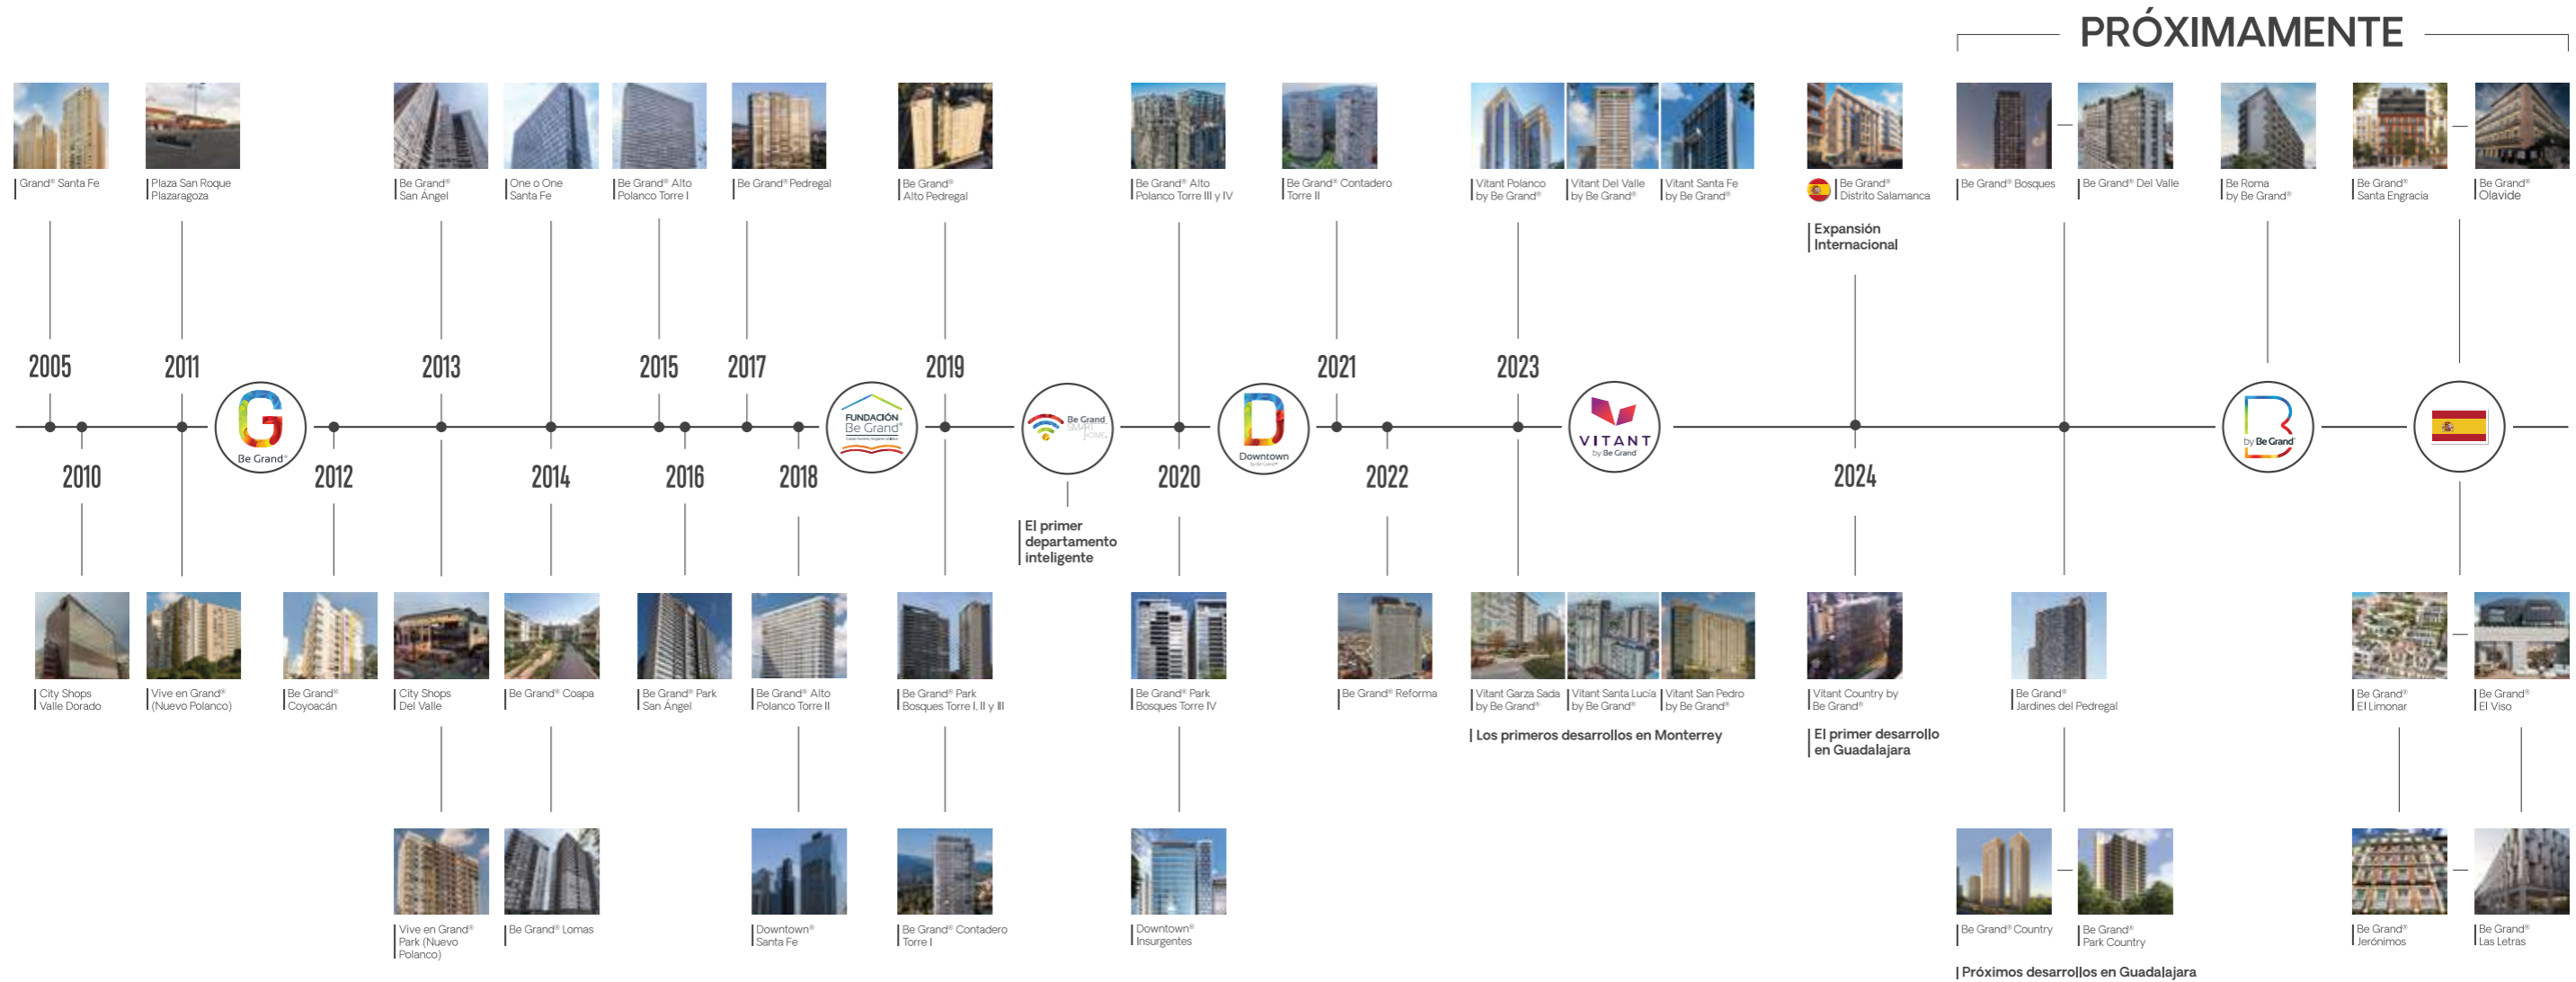 PRÓXIMAMENTE
Grand® Santa Fe
Plaza San Roque
Plazaragoza
Be Grand®
San Ángel
One o One
Santa Fe
Be Grand® Alto
Polanco Torre I
Be Grand® Pedregal
Be Grand®
Alto Pedregal
Be Grand® Alto
Polanco Torre III y IV
Be Grand® Contadero
Torre II
Vitant Polanco
by Be Grand®
Vitant Del Valle
by Be Grand®
Vitant Santa Fe
by Be Grand®
Be Grand®
Distrito Salamanca
Expansión
Internacional
Be Grand® Bosques
Be Grand® Del Valle
Be Roma
by Be Grand®
Be Grand®
Santa Engracia
Be Grand®
Olavide
2005
2011
2013
2015
2017
2019
2021
2023
Be Grand®
FUNDACIÓN
Be Grand®
Be Grand
SMART
HOME
Downtown
by Be Grand®
VITANT
by Be Grand
by Be Grand
2010
2012
2014
2016
2018
2020
2022
2024
El primer
departamento
inteligente
City Shops
Valle Dorado
Vive en Grand®
(Nuevo Polanco)
Be Grand®
Coyoacán
City Shops
Del Valle
Be Grand® Coapa
Be Grand® Park
San Ángel
Be Grand® Alto
Polanco Torre II
Be Grand® Park
Bosques Torre I, II y III
Be Grand® Park
Bosques Torre IV
Be Grand® Reforma
Vitant Garza Sada
by Be Grand®
Vitant Santa Lucía
by Be Grand®
Vitant San Pedro
by Be Grand®
Los primeros desarrollos en Monterrey
Vitant Country by
Be Grand®
El primer desarrollo
en Guadalajara
Be Grand®
Jardines del Pedregal
Be Grand®
El Limonar
Be Grand®
El Viso
Vive en Grand®
Park (Nuevo
Polanco)
Be Grand® Lomas
Downtown®
Santa Fe
Be Grand® Contadero
Torre I
Downtown®
Insurgentes
Be Grand® Country
Be Grand®
Park Country
Próximos desarrollos en Guadalajara
Be Grand®
Jerónimos
Be Grand®
Las Letras